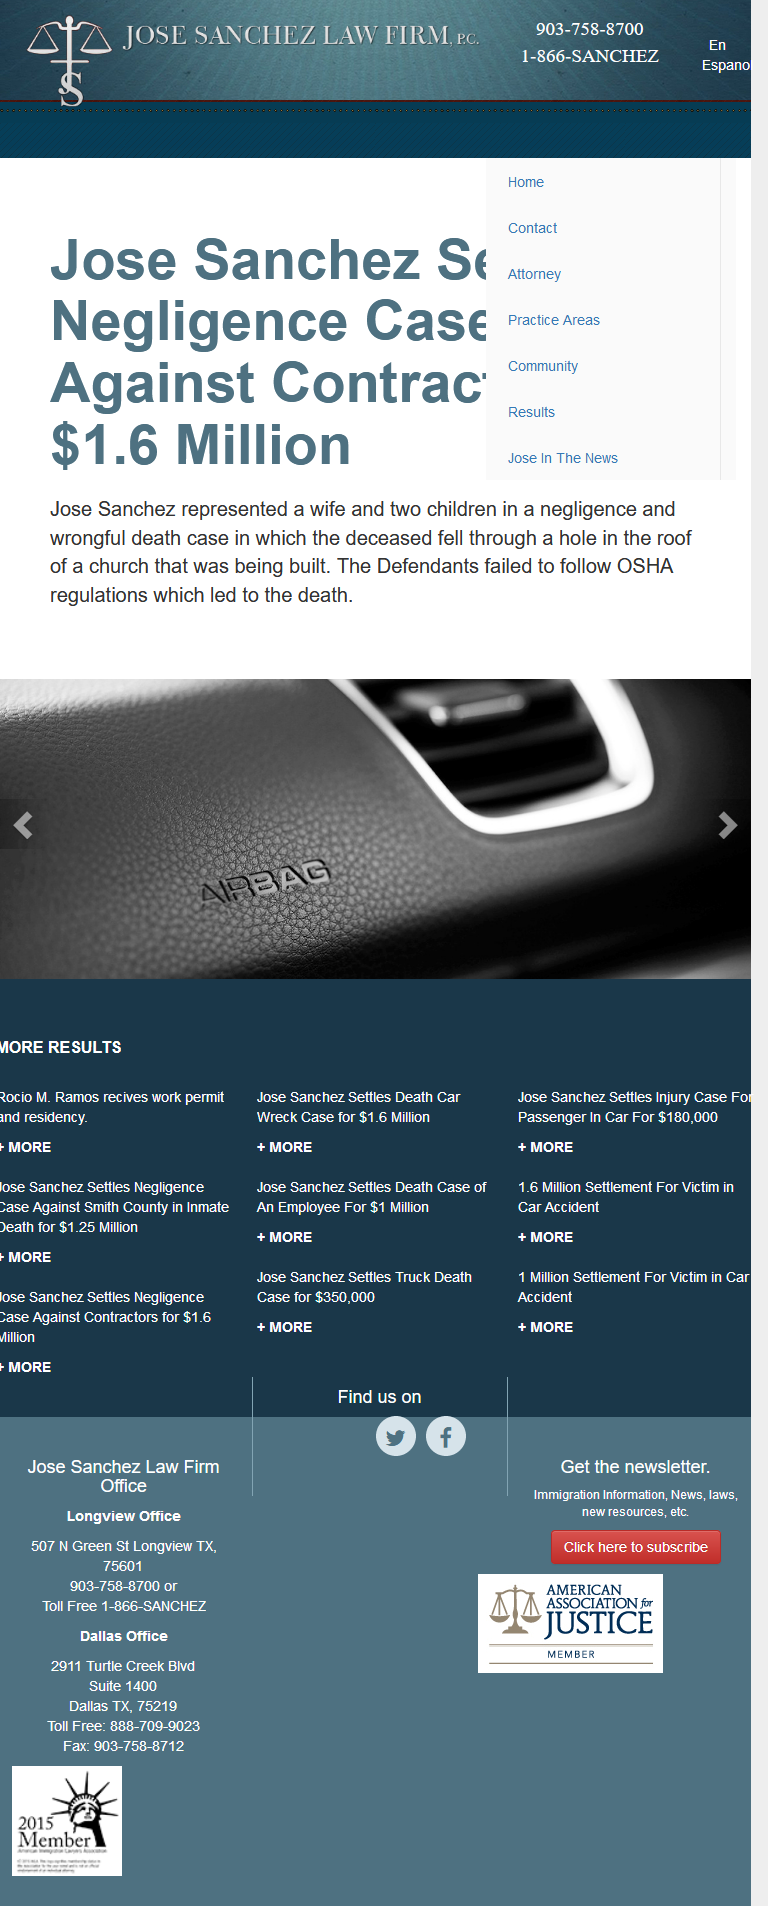 JOSE SANCHEZ LAW FIRM, P.C.
903-758-8700
1-866-SANCHEZ
En
Espano
JS
Home
Contact
Attorney
Practice Areas
Community
Results
Jose In The News
Jose Sanchez Se
Negligence Case
Against Contrac
$1.6 Million
Jose Sanchez represented a wife and two children in a negligence and
wrongful death case in which the deceased fell through a hole in the roof
of a church that was being built. The Defendants failed to follow OSHA
regulations which led to the death.
AIRBAG
MORE RESULTS
Rocio M. Ramos recives work permit
and residency.
+ MORE
Jose Sanchez Settles Negligence
Case Against Smith County in Inmate
Death for $1.25 Million
+ MORE
Jose Sanchez Settles Negligence
Case Against Contractors for $1.6
Million
+ MORE
Jose Sanchez Settles Death Car
Wreck Case for $1.6 Million
+ MORE
Jose Sanchez Settles Death Case of
An Employee For $1 Million
+ MORE
Jose Sanchez Settles Truck Death
Case for $350,000
+ MORE
Jose Sanchez Settles Injury Case For
Passenger In Car For $180,000
+ MORE
1.6 Million Settlement For Victim in
Car Accident
+ MORE
1 Million Settlement For Victim in Car
Accident
+ MORE
Find us on
Jose Sanchez Law Firm
Office
Longview Office
507 N Green St Longview TX,
75601
903-758-8700 or
Toll Free 1-866-SANCHEZ
Dallas Office
2911 Turtle Creek Blvd
Suite 1400
Dallas TX, 75219
Toll Free: 888-709-9023
Fax: 903-758-8712
2015
Member
American Immigration Lawyers Association
Get the newsletter.
Immigration Information, News, laws,
new resources, etc.
Click here to subscribe
AMERICAN
ASSOCIATION for
JUSTICE
MEMBER